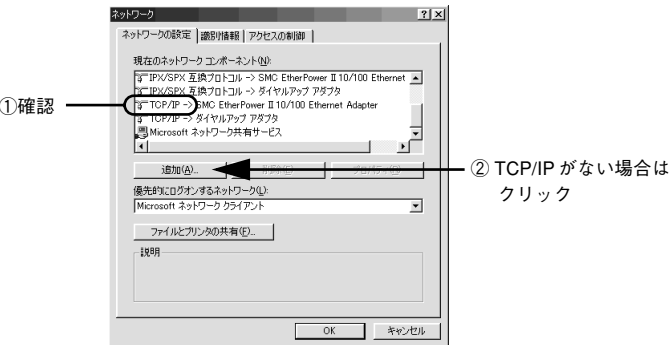 ネットワーク
ネットワークの設定 識別情報 アクセスの制御
現在のネットワーク コンポーネント(N):
IPX/SPX 互換プロトコル -> SMC EtherPower II 10/100 Ethernet
IPX/SPX 互換プロトコル -> ダイヤルアップ アダプタ
TCP/IP -> SMC EtherPower II 10/100 Ethernet Adapter
TCP/IP -> ダイヤルアップ アダプタ
Microsoft ネットワーク共有サービス
①確認
追加(A)... 削除(E) プロパティ(R)
② TCP/IP がない場合は
クリック
優先的にログオンするネットワーク(L):
Microsoft ネットワーク クライアント
ファイルとプリンタの共有(F)...
説明
OK キャンセル